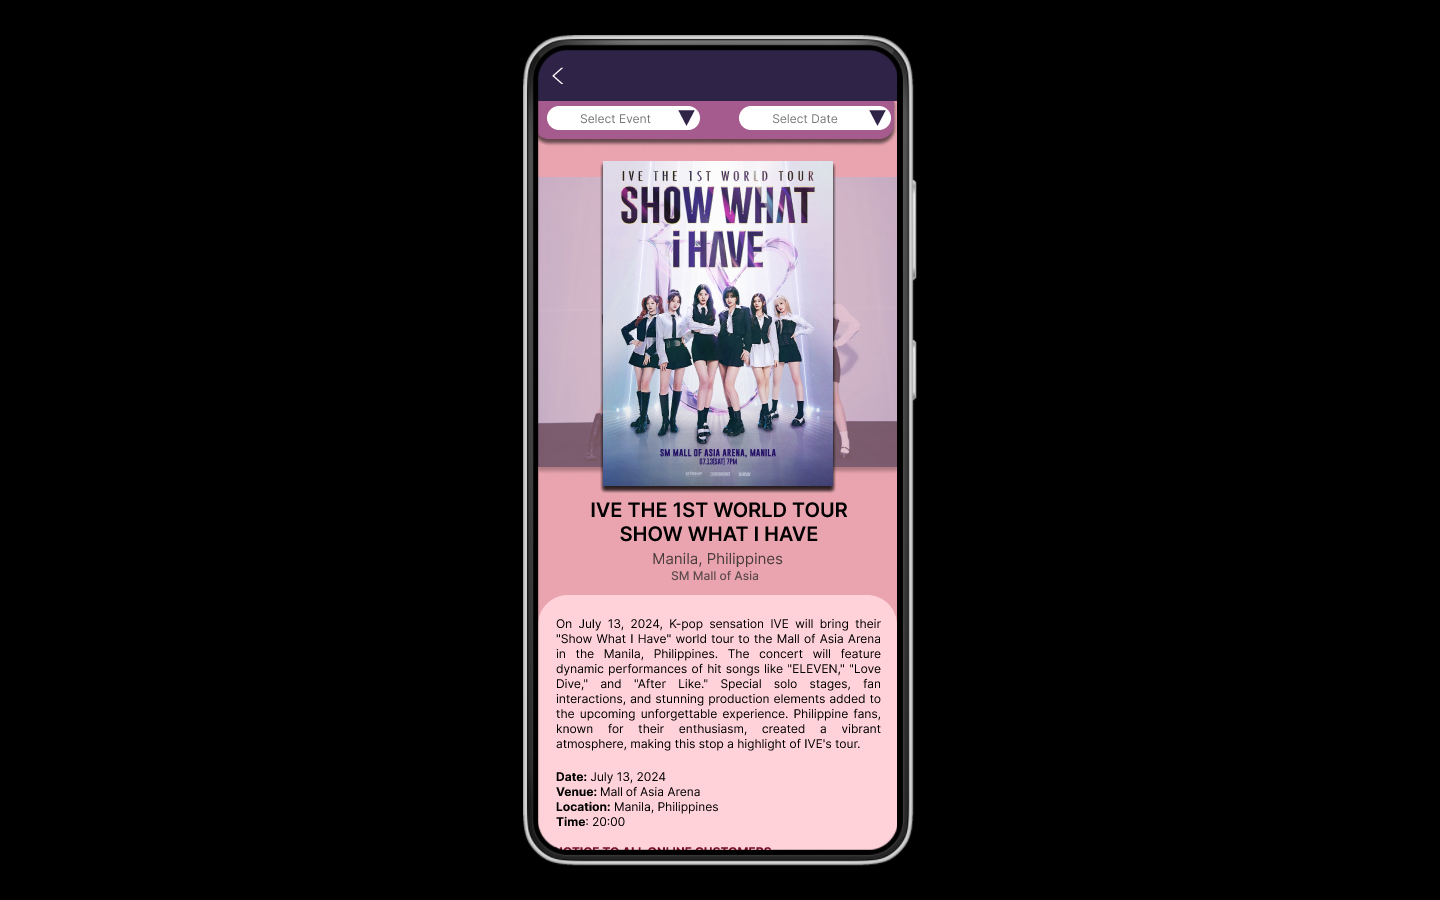 Select Event
Select Date
IVE THE 1ST WORLD TOUR
SHOW WHAT
i HAVE
SM MALL OF ASIA ARENA, MANILA
07.13(SAT) 7PM
IVE THE 1ST WORLD TOUR
SHOW WHAT I HAVE
Manila, Philippines
SM Mall of Asia
On July 13, 2024, K-pop sensation IVE will bring their
"Show What I Have" world tour to the Mall of Asia Arena
in the Manila, Philippines. The concert will feature
dynamic performances of hit songs like "ELEVEN," "Love
Dive," and "After Like." Special solo stages, fan
interactions, and stunning production elements added to
the upcoming unforgettable experience. Philippine fans,
known for their enthusiasm, created a vibrant
atmosphere, making this stop a highlight of IVE's tour.
Date: July 13, 2024
Venue: Mall of Asia Arena
Location: Manila, Philippines
Time: 20:00
NOTICE TO ALL ONLINE CUSTOMERS